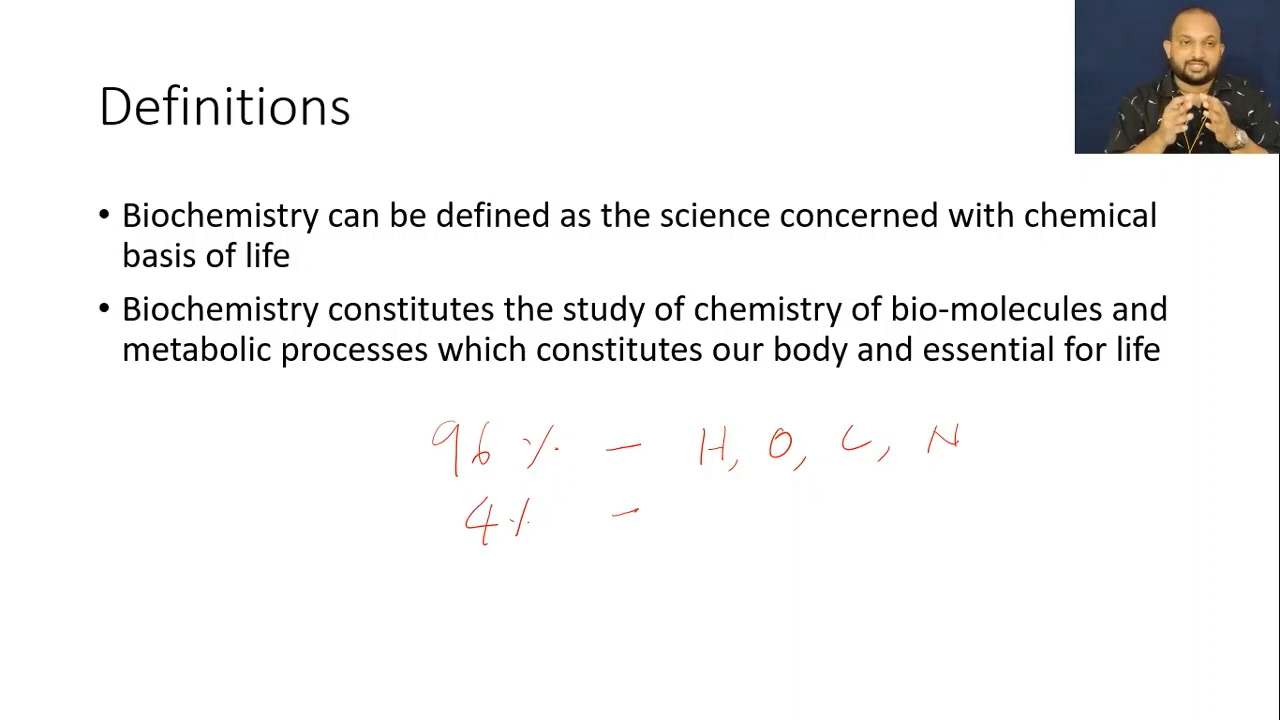 Definitions
• Biochemistry can be defined as the science concerned with chemical
basis of life
• Biochemistry constitutes the study of chemistry of bio-molecules and
metabolic processes which constitutes our body and essential for life
96 % – H, O, C, N
4% –